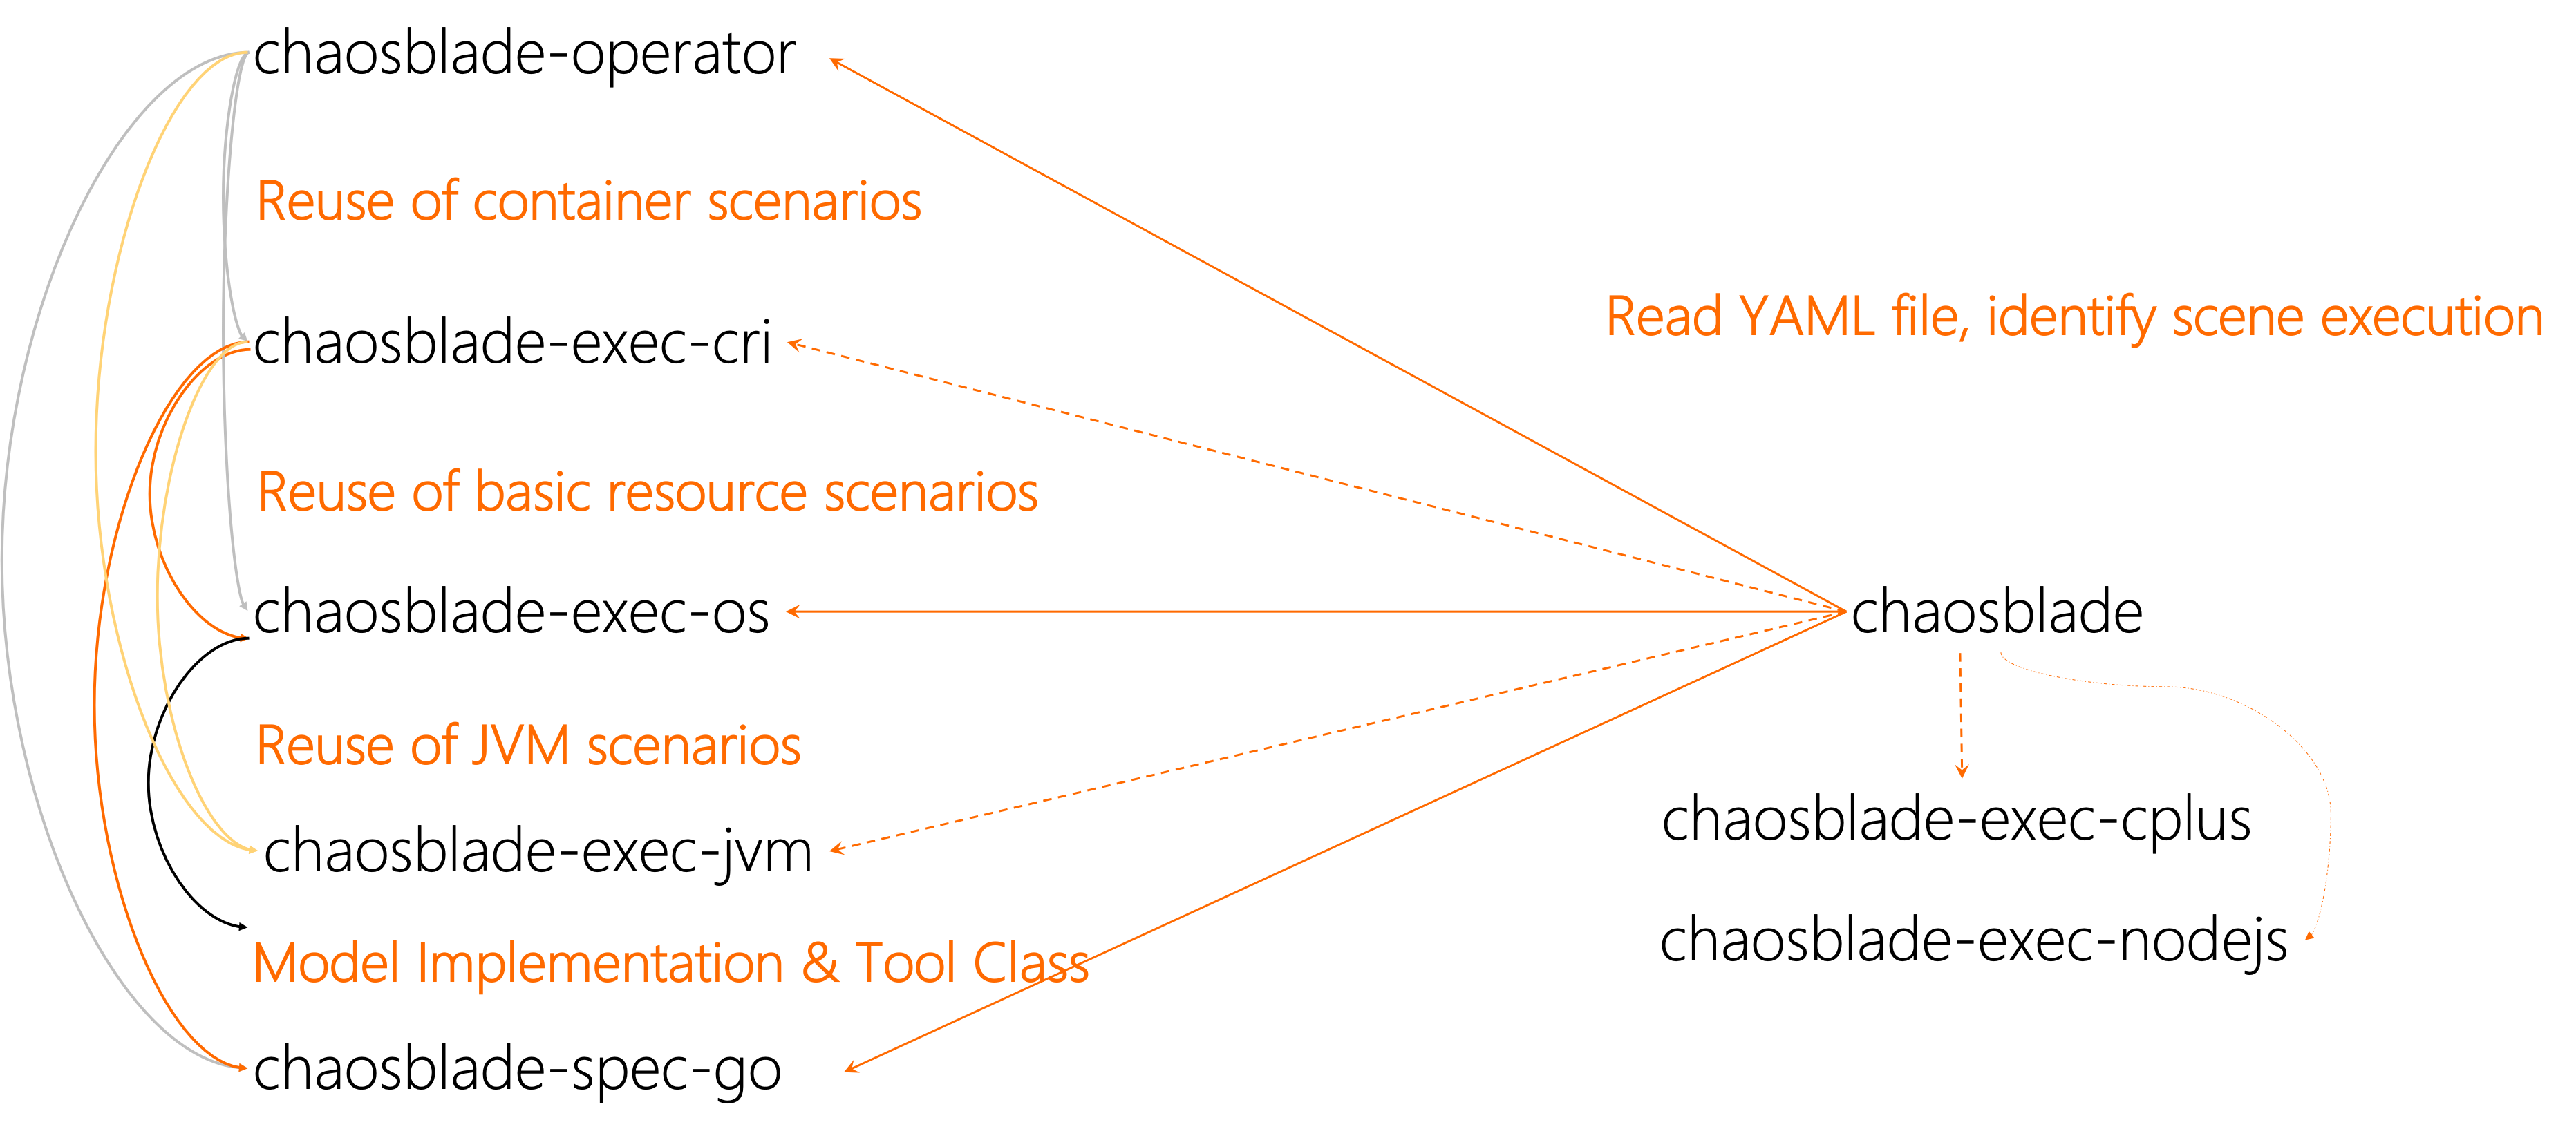 chaosblade-operator
Reuse of container scenarios
Read YAML file, identify scene execution
chaosblade-exec-cri
Reuse of basic resource scenarios
chaosblade-exec-os
chaosblade
Reuse of JVM scenarios
chaosblade-exec-jvm
chaosblade-exec-cplus
Model Implementation & Tool Class
chaosblade-exec-nodejs
chaosblade-spec-go